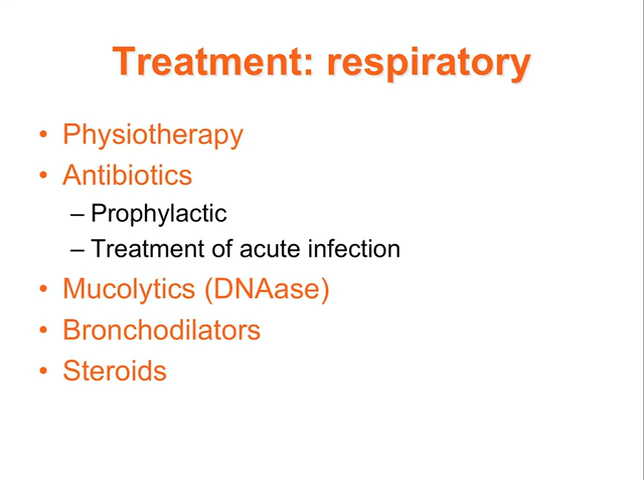 Treatment: respiratory
• Physiotherapy
• Antibiotics
– Prophylactic
– Treatment of acute infection
• Mucolytics (DNAase)
• Bronchodilators
• Steroids